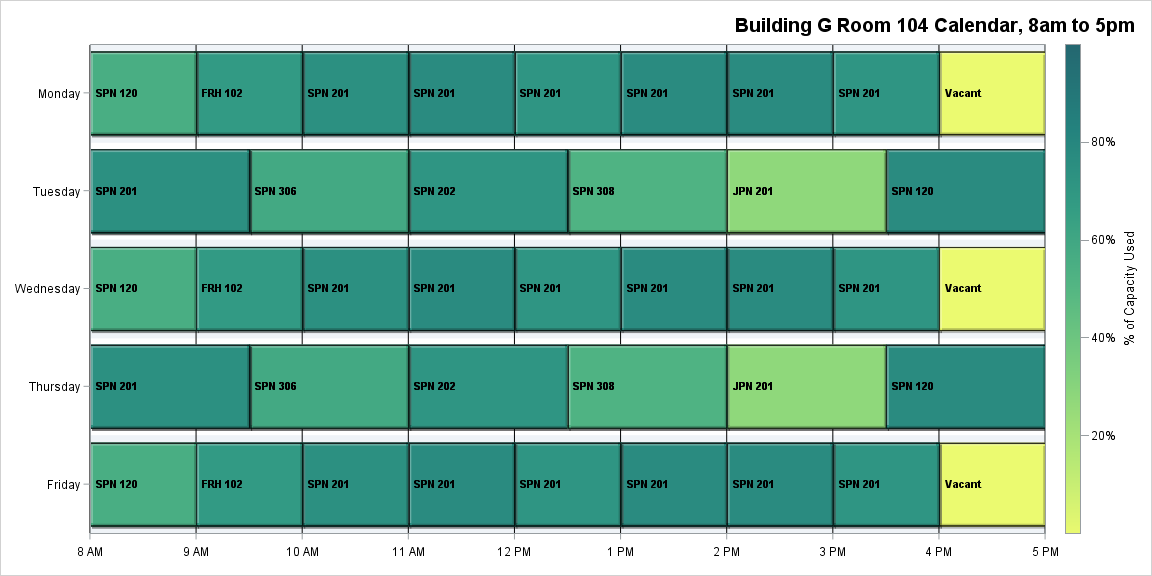 Building G Room 104 Calendar, 8am to 5pm
Monday
SPN 120
FRH 102
SPN 201
SPN 201
SPN 201
SPN 201
SPN 201
SPN 201
Vacant
Tuesday
SPN 201
SPN 306
SPN 202
SPN 308
JPN 201
SPN 120
Wednesday
SPN 120
FRH 102
SPN 201
SPN 201
SPN 201
SPN 201
SPN 201
SPN 201
Vacant
Thursday
SPN 201
SPN 306
SPN 202
SPN 308
JPN 201
SPN 120
Friday
SPN 120
FRH 102
SPN 201
SPN 201
SPN 201
SPN 201
SPN 201
SPN 201
Vacant
8 AM
9 AM
10 AM
11 AM
12 PM
1 PM
2 PM
3 PM
4 PM
5 PM
80%
60%
40%
20%
% of Capacity Used